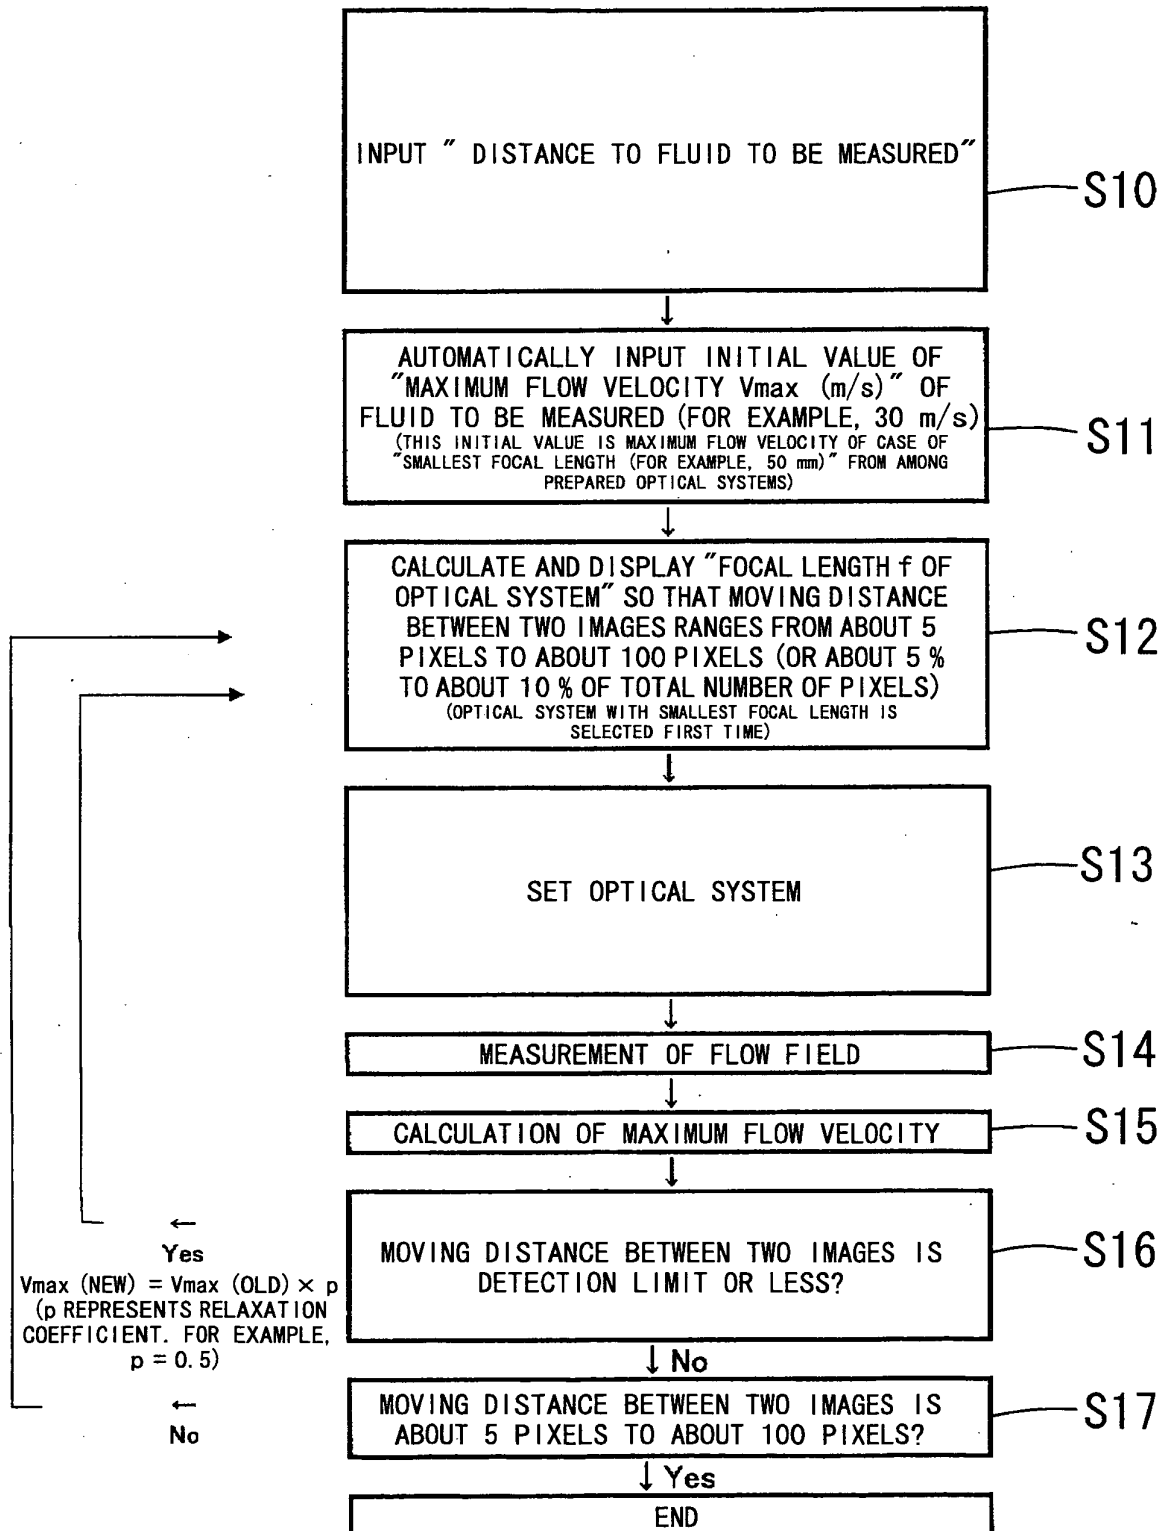 INPUT " DISTANCE TO FLUID TO BE MEASURED"
S10
AUTOMATICALLY INPUT INITIAL VALUE OF
"MAXIMUM FLOW VELOCITY Vmax (m/s)" OF
FLUID TO BE MEASURED (FOR EXAMPLE, 30 m/s)
(THIS INITIAL VALUE IS MAXIMUM FLOW VELOCITY OF CASE OF
"SMALLEST FOCAL LENGTH (FOR EXAMPLE, 50 mm)" FROM AMONG
PREPARED OPTICAL SYSTEMS)
S11
CALCULATE AND DISPLAY "FOCAL LENGTH f OF
OPTICAL SYSTEM" SO THAT MOVING DISTANCE
BETWEEN TWO IMAGES RANGES FROM ABOUT 5
PIXELS TO ABOUT 100 PIXELS (OR ABOUT 5 %
TO ABOUT 10 % OF TOTAL NUMBER OF PIXELS)
(OPTICAL SYSTEM WITH SMALLEST FOCAL LENGTH IS
SELECTED FIRST TIME)
S12
SET OPTICAL SYSTEM
S13
MEASUREMENT OF FLOW FIELD
S14
CALCULATION OF MAXIMUM FLOW VELOCITY
S15
MOVING DISTANCE BETWEEN TWO IMAGES IS
DETECTION LIMIT OR LESS?
S16
Yes
Vmax (NEW) = Vmax (OLD) × p
(p REPRESENTS RELAXATION
COEFFICIENT. FOR EXAMPLE,
p = 0.5)
No
MOVING DISTANCE BETWEEN TWO IMAGES IS
ABOUT 5 PIXELS TO ABOUT 100 PIXELS?
S17
No
Yes
END